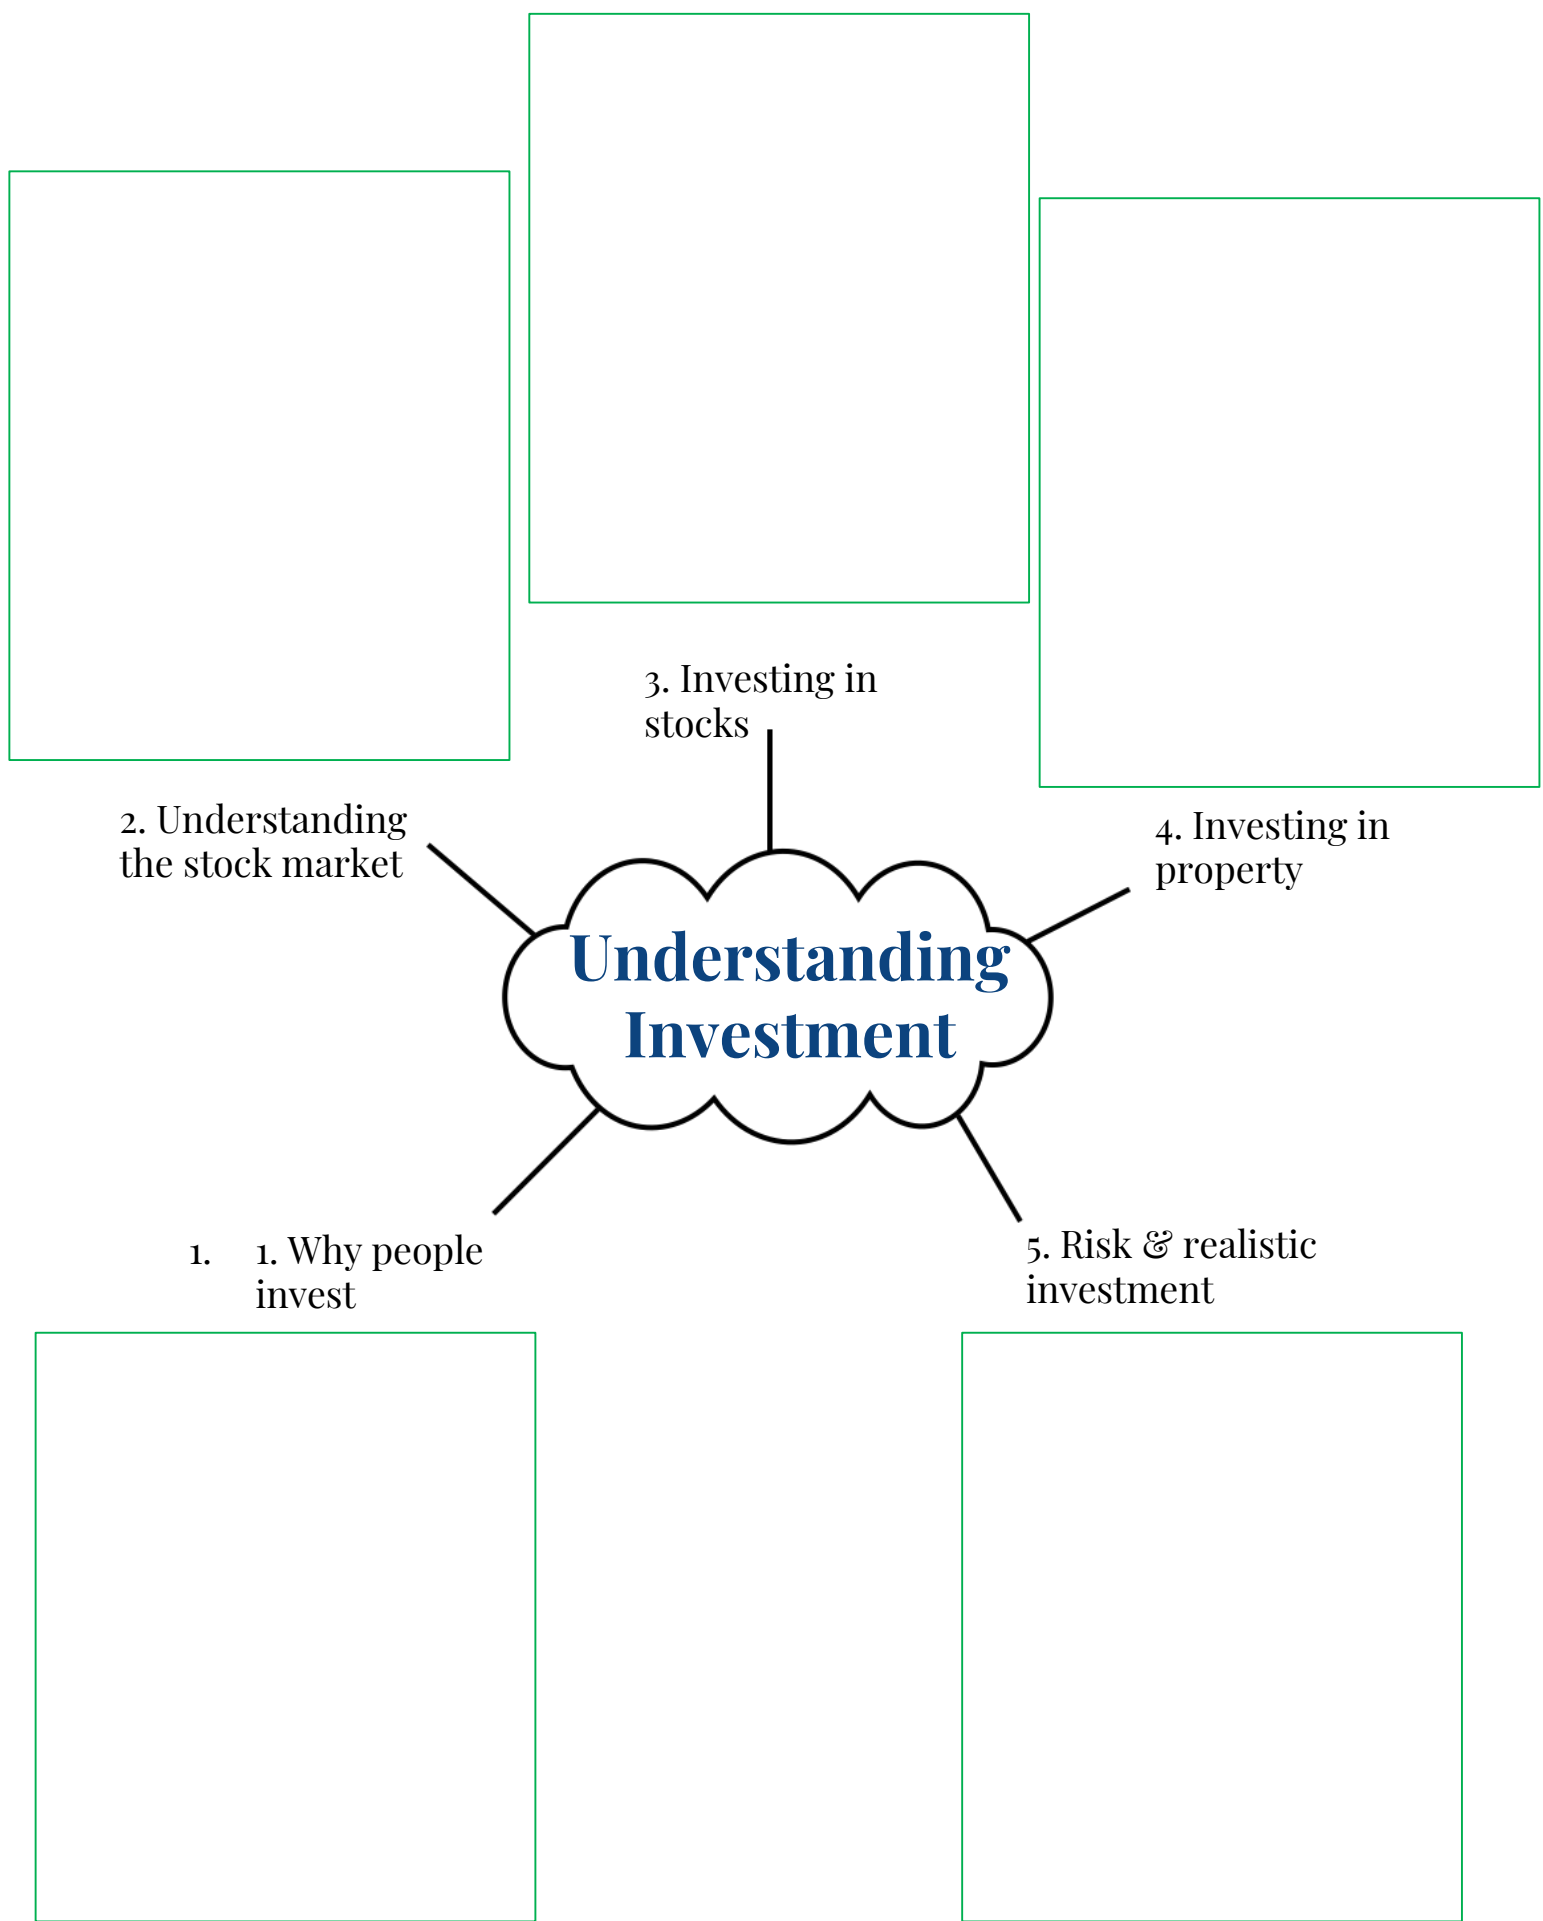 3. Investing in
stocks
2. Understanding
the stock market
4. Investing in
property
Understanding
Investment
1. 1. Why people
invest
5. Risk & realistic
investment